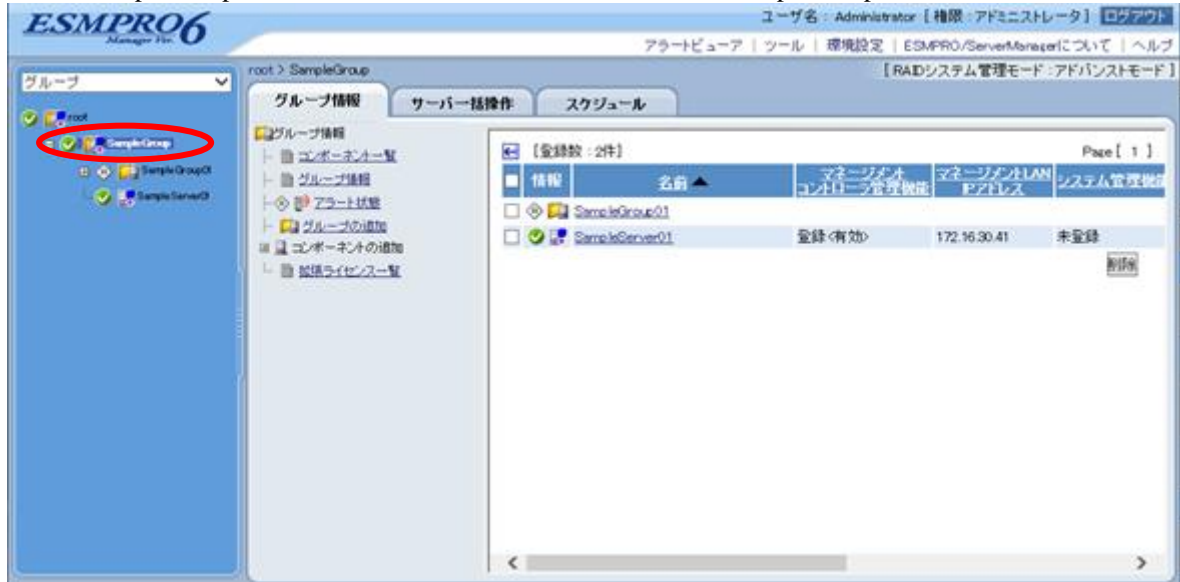 ESMPRO6
Manager Ver.
ユーザ名 : Administrator [ 権限 : アドミニストレータ ] ログアウト
アラートビューア | ツール | 環境設定 | ESMPRO/ServerManagerについて | ヘルプ
グループ
root
SampleGroup
SampleGroup01
SampleServer01
root > SampleGroup
[ RAIDシステム管理モード : アドバンストモード ]
グループ情報
サーバ一括操作
スケジュール
グループ情報
コンポーネント一覧
グループ情報
アラート状態
グループの追加
コンポーネントの追加
拡張ライセンス一覧
[登録数 : 2件]
Page [ 1 ]
情報
名前 ▲
マネージメント
コントローラ管理機能
マネージメントLAN
IPアドレス
システム管理機能
SampleGroup01
SampleServer01
登録<有効>
172.16.30.41
未登録
削除